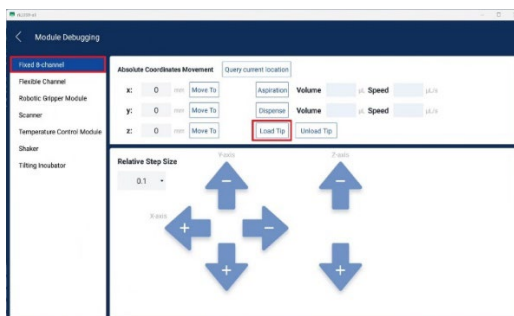 Module Debugging
Fixed 8-channel
Flexible Channel
Robotic Gripper Module
Scanner
Temperature Control Module
Shaker
Tilting Incubator
Absolute Coordinates Movement Query current location
x: 0 mm Move To Aspiration Volume μL Speed μL/s
y: 0 mm Move To Dispense Volume μL Speed μL/s
z: 0 mm Move To Load Tip Unload Tip
Relative Step Size
0.1
Y-axis
Z-axis
X-axis
− −
+ −
+ +